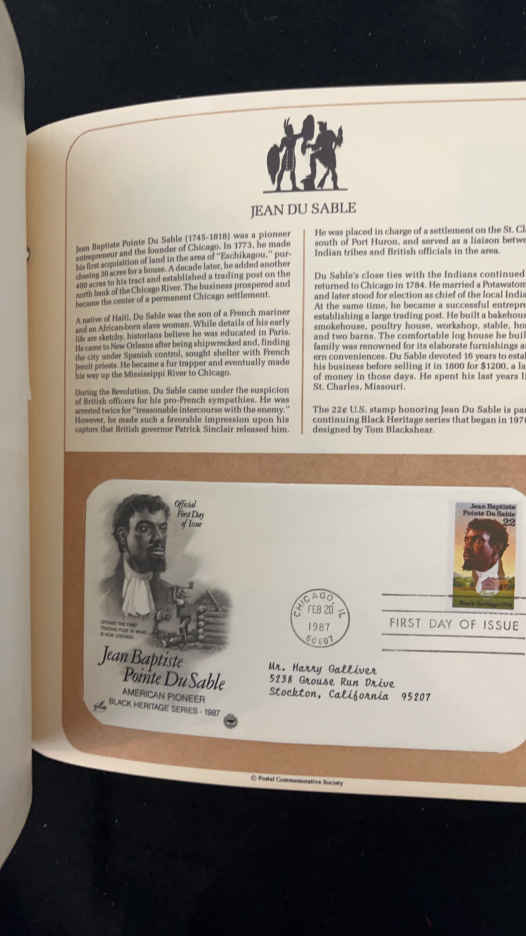 JEAN DU SABLE
Jean Baptiste Pointe Du Sable (1745-1818) was a pioneer
entrepreneur and the founder of Chicago. In 1773, he made
his first acquisition of land in the area of "Eschikagou," pur-
chasing 30 acres for a house. A decade later, he added another
400 acres to his tract and established a trading post on the
north bank of the Chicago River. The business prospered and
became the center of a permanent Chicago settlement.
A native of Haiti, Du Sable was the son of a French mariner
and an African-born slave woman. While details of his early
life are sketchy, historians believe he was educated in Paris.
He came to New Orleans after being shipwrecked and, finding
the city under Spanish control, sought shelter with French
Jesuit priests. He became a fur trapper and eventually made
his way up the Mississippi River to Chicago.
During the Revolution, Du Sable came under the suspicion
of British officers for his pro-French sympathies. He was
arrested twice for "treasonable intercourse with the enemy."
However, he made such a favorable impression upon his
captors that British governor Patrick Sinclair released him.
He was placed in charge of a settlement on the St. Cl
south of Port Huron, and served as a liaison betwe
Indian tribes and British officials in the area.
Du Sable's close ties with the Indians continued
returned to Chicago in 1784. He married a Potawatom
and later stood for election as chief of the local Indi
At the same time, he became a successful entrepre
establishing a large trading post. He built a bakehou
smokehouse, poultry house, workshop, stable, ho
and two barns. The comfortable log house he buil
family was renowned for its elaborate furnishings a
ern conveniences. Du Sable devoted 16 years to estal
his business before selling it in 1800 for $1200, a la
of money in those days. He spent his last years i
St. Charles, Missouri.
The 22¢ U.S. stamp honoring Jean Du Sable is par
continuing Black Heritage series that began in 197
designed by Tom Blackshear.
Official
First Day
of Issue
Jean Baptiste
Pointe Du Sable
AMERICAN PIONEER
BLACK HERITAGE SERIES - 1987
CHICAGO, IL
FEB 20
1987
60607
Jean Baptiste
Pointe Du Sable
22
Black Heritage USA
FIRST DAY OF ISSUE
Mr. Harry Galliver
5238 Grouse Run Drive
Stockton, California 95207
© Postal Commemorative Society